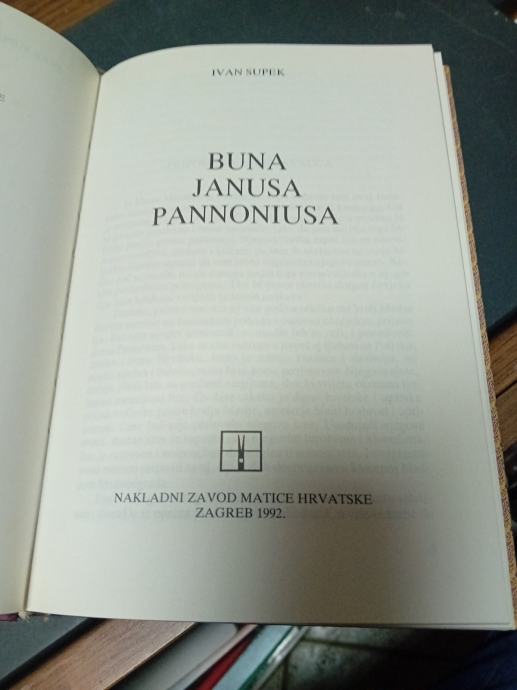 IVAN SUPEK
BUNA
JANUSA
PANNONIUSA
NAKLADNI ZAVOD MATICE HRVATSKE
ZAGREB 1992.